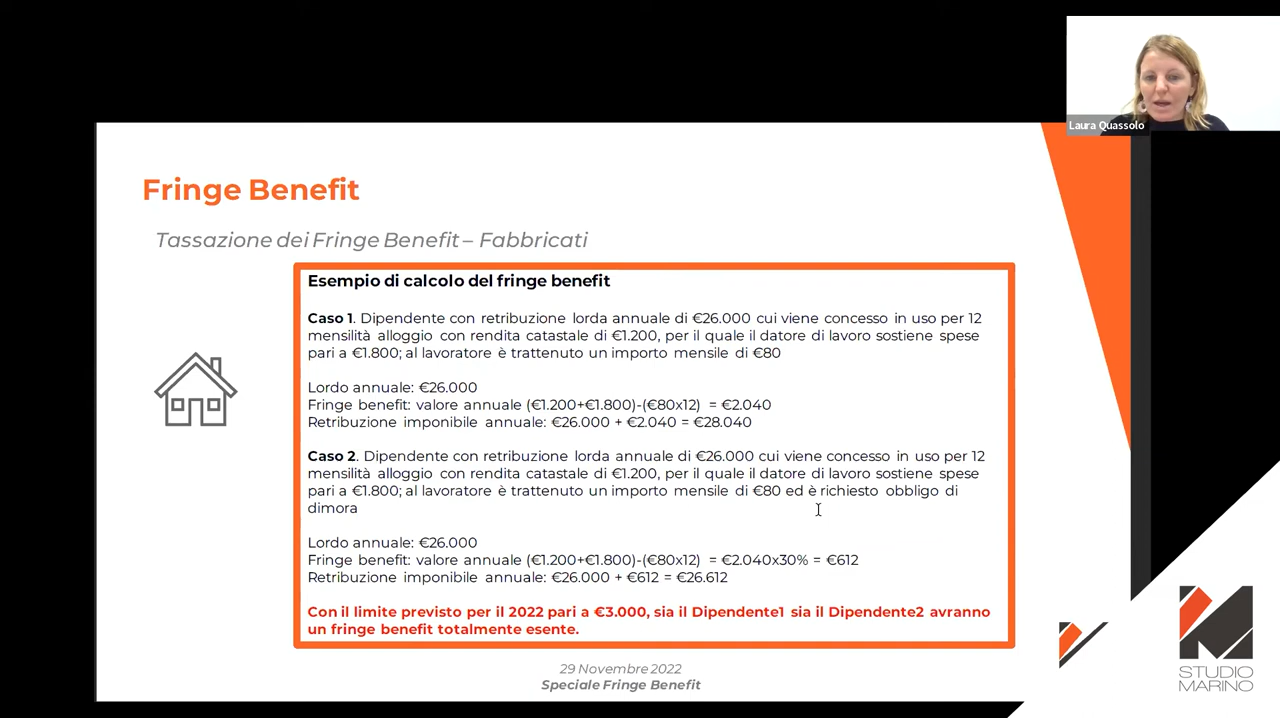 Laura Quassolo
Fringe Benefit
Tassazione dei Fringe Benefit – Fabbricati
Esempio di calcolo del fringe benefit
Caso 1. Dipendente con retribuzione lorda annuale di €26.000 cui viene concesso in uso per 12
mensilità alloggio con rendita catastale di €1.200, per il quale il datore di lavoro sostiene spese
pari a €1.800; al lavoratore è trattenuto un importo mensile di €80
Lordo annuale: €26.000
Fringe benefit: valore annuale (€1.200+€1.800)-(€80x12) = €2.040
Retribuzione imponibile annuale: €26.000 + €2.040 = €28.040
Caso 2. Dipendente con retribuzione lorda annuale di €26.000 cui viene concesso in uso per 12
mensilità alloggio con rendita catastale di €1.200, per il quale il datore di lavoro sostiene spese
pari a €1.800; al lavoratore è trattenuto un importo mensile di €80 ed è richiesto obbligo di
dimora
Lordo annuale: €26.000
Fringe benefit: valore annuale (€1.200+€1.800)-(€80x12) = €2.040x30% = €612
Retribuzione imponibile annuale: €26.000 + €612 = €26.612
Con il limite previsto per il 2022 pari a €3.000, sia il Dipendente1 sia il Dipendente2 avranno
un fringe benefit totalmente esente.
29 Novembre 2022
Speciale Fringe Benefit
STUDIO
MARINO